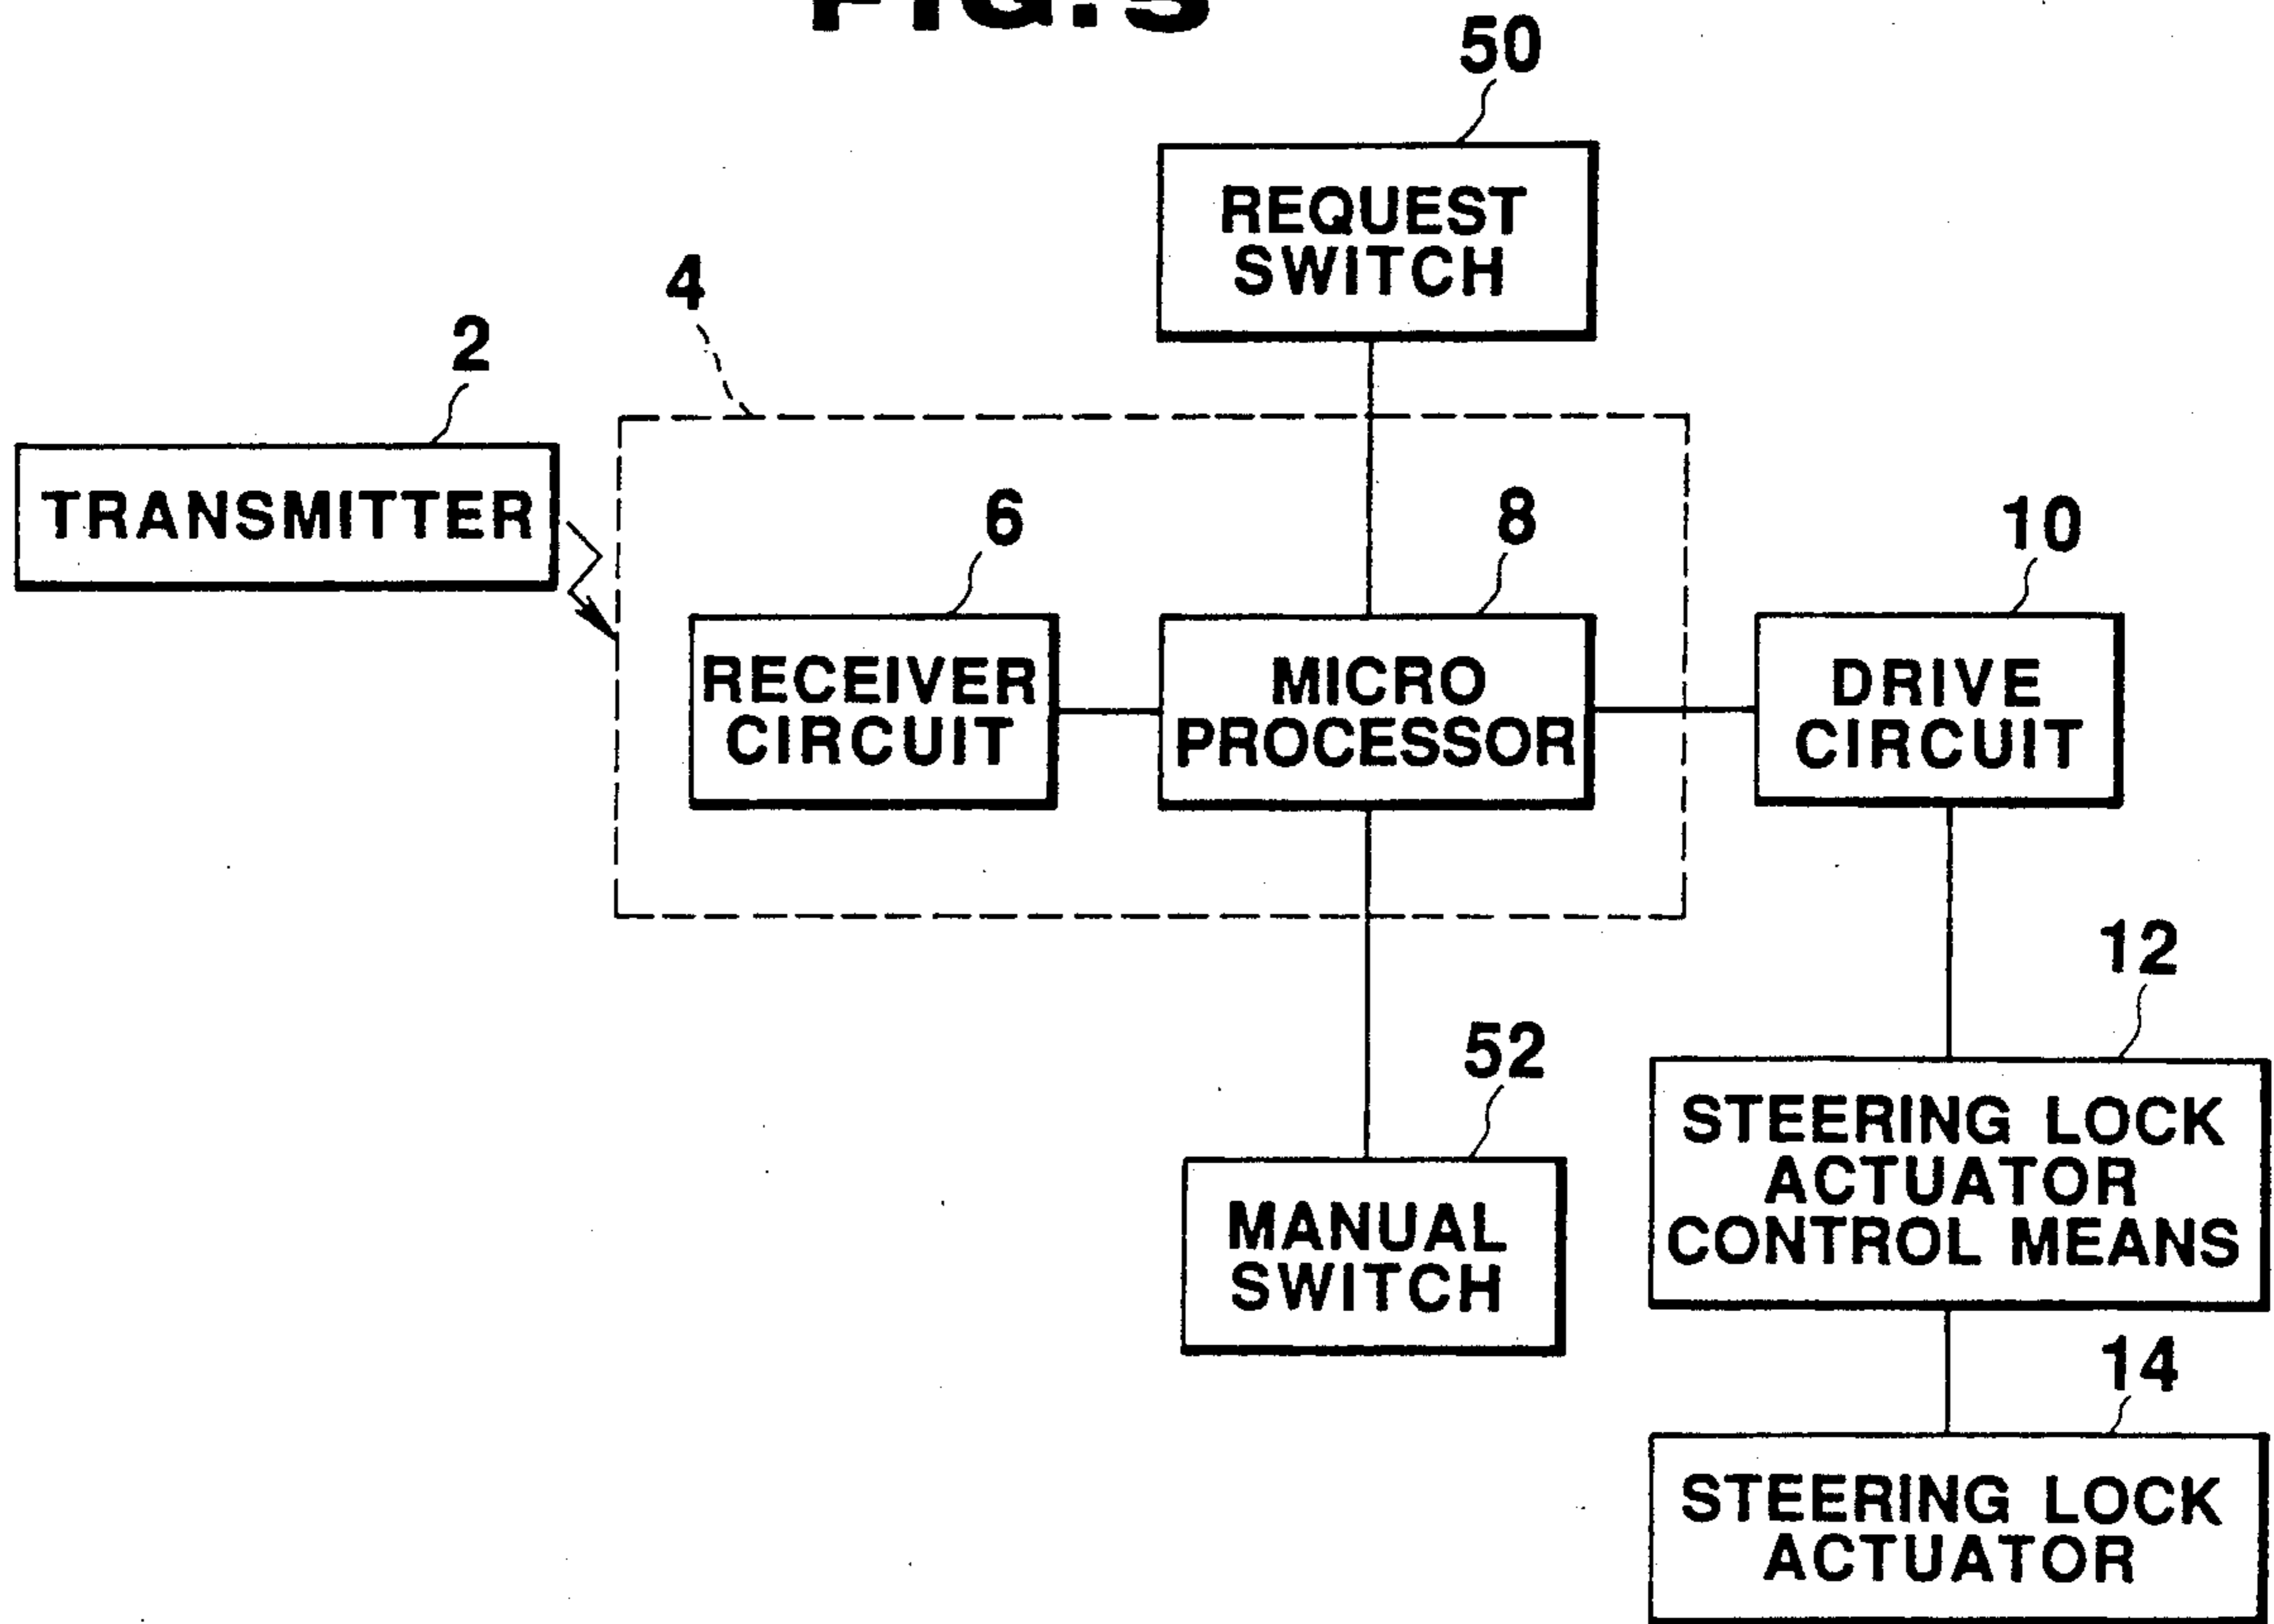 50
REQUEST
SWITCH
4
2
TRANSMITTER
6
8
10
RECEIVER
CIRCUIT
MICRO
PROCESSOR
DRIVE
CIRCUIT
12
52
STEERING LOCK
ACTUATOR
CONTROL MEANS
MANUAL
SWITCH
14
STEERING LOCK
ACTUATOR